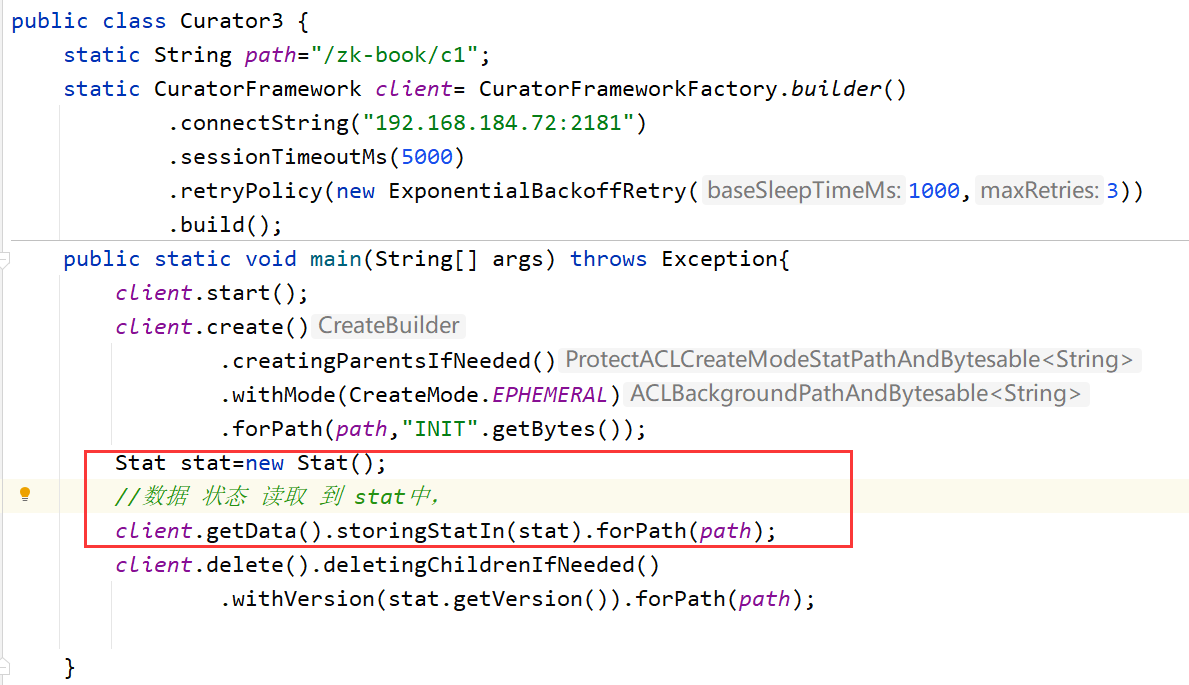 public class Curator3 {
static String path="/zk-book/c1";
static CuratorFramework client= CuratorFrameworkFactory.builder()
.connectString("192.168.184.72:2181")
.sessionTimeoutMs(5000)
.retryPolicy(new ExponentialBackoffRetry( baseSleepTimeMs: 1000, maxRetries: 3))
.build();
public static void main(String[] args) throws Exception{
client.start();
client.create() CreateBuilder
.creatingParentsIfNeeded() ProtectACLCreateModeStatPathAndBytesable<String>
.withMode(CreateMode.EPHEMERAL) ACLBackgroundPathAndBytesable<String>
.forPath(path,"INIT".getBytes());
Stat stat=new Stat();
//数据 状态 读取 到 stat中，
client.getData().storingStatIn(stat).forPath(path);
client.delete().deletingChildrenIfNeeded()
.withVersion(stat.getVersion()).forPath(path);
}